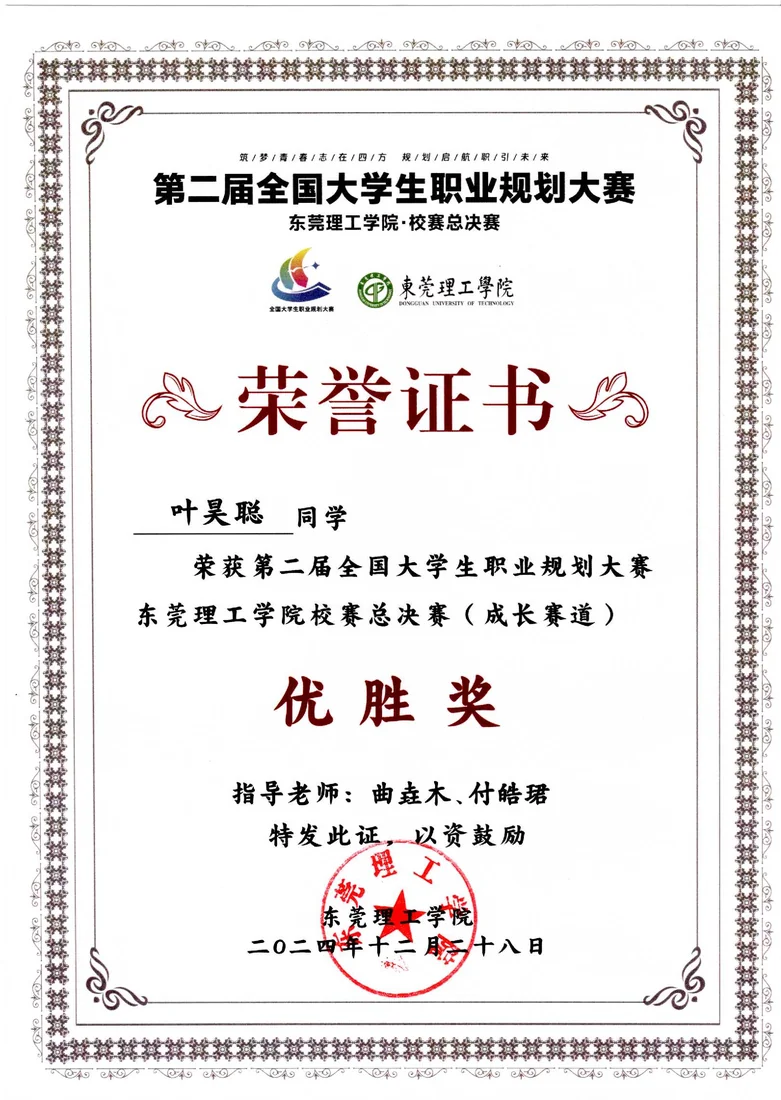 筑/梦/青/春/志/在/四/方 规/划/启/航/职/引/未/来
第二届全国大学生职业规划大赛
东莞理工学院·校赛总决赛
全国大学生职业规划大赛
東莞理工學院
DONGGUAN UNIVERSITY OF TECHNOLOGY
荣誉证书
叶昊聪 同学
荣获第二届全国大学生职业规划大赛
东莞理工学院校赛总决赛(成长赛道)
优胜奖
指导老师：曲垚木、付皓珺
特发此证，以资鼓励
东莞理工学院
东莞理工学院
二〇二四年十二月二十八日